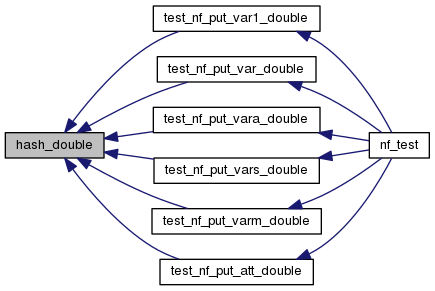 test_nf_put_var1_double
test_nf_put_var_double
test_nf_put_vara_double
hash_double
nf_test
test_nf_put_vars_double
test_nf_put_varm_double
test_nf_put_att_double